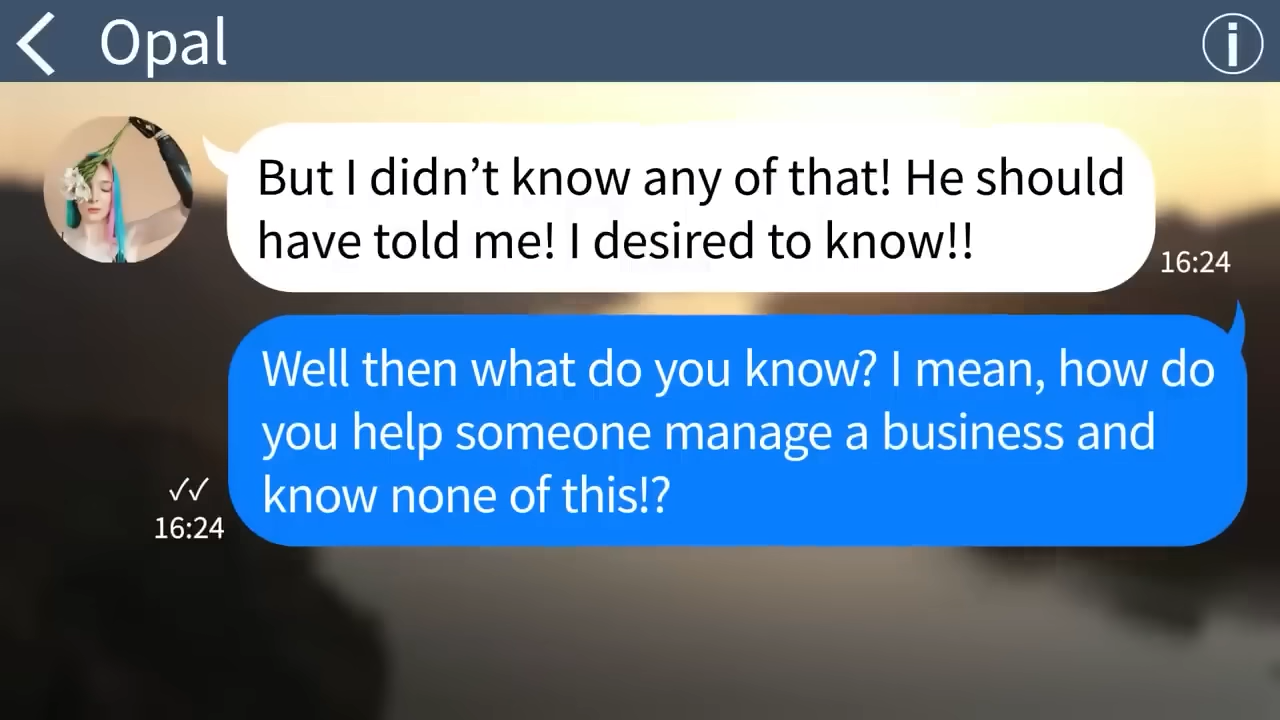 Opal
But I didn’t know any of that! He should
have told me! I desired to know!!
16:24
Well then what do you know? I mean, how do
you help someone manage a business and
know none of this!?
16:24